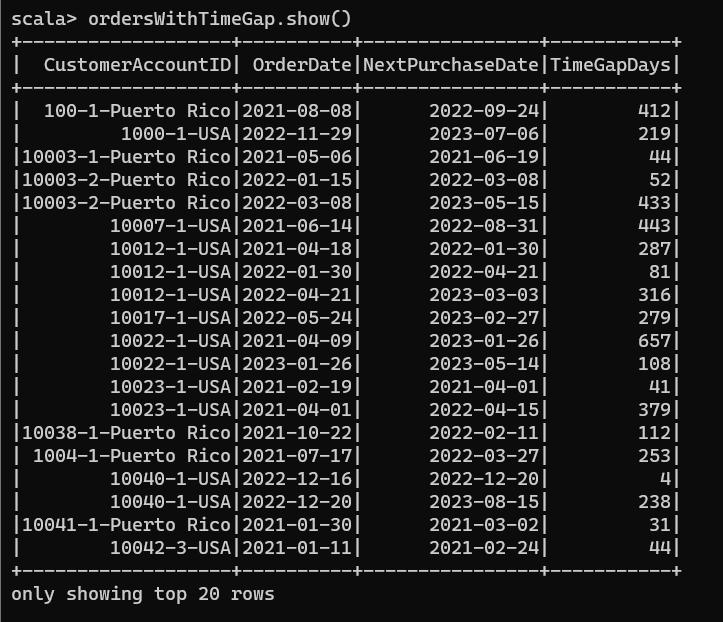 scala> ordersWithTimeGap.show()
+-------------------+----------+----------------+-----------+
|  CustomerAccountID| OrderDate|NextPurchaseDate|TimeGapDays|
+-------------------+----------+----------------+-----------+
|  100-1-Puerto Rico|2021-08-08|      2022-09-24|        412|
|         1000-1-USA|2022-11-29|      2023-07-06|        219|
|10003-1-Puerto Rico|2021-05-06|      2021-06-19|         44|
|10003-2-Puerto Rico|2022-01-15|      2022-03-08|         52|
|10003-2-Puerto Rico|2022-03-08|      2023-05-15|        433|
|        10007-1-USA|2021-06-14|      2022-08-31|        443|
|        10012-1-USA|2021-04-18|      2022-01-30|        287|
|        10012-1-USA|2022-01-30|      2022-04-21|         81|
|        10012-1-USA|2022-04-21|      2023-03-03|        316|
|        10017-1-USA|2022-05-24|      2023-02-27|        279|
|        10022-1-USA|2021-04-09|      2023-01-26|        657|
|        10022-1-USA|2023-01-26|      2023-05-14|        108|
|        10023-1-USA|2021-02-19|      2021-04-01|         41|
|        10023-1-USA|2021-04-01|      2022-04-15|        379|
|10038-1-Puerto Rico|2021-10-22|      2022-02-11|        112|
| 1004-1-Puerto Rico|2021-07-17|      2022-03-27|        253|
|        10040-1-USA|2022-12-16|      2022-12-20|          4|
|        10040-1-USA|2022-12-20|      2023-08-15|        238|
|10041-1-Puerto Rico|2021-01-30|      2021-03-02|         31|
|        10042-3-USA|2021-01-11|      2021-02-24|         44|
+-------------------+----------+----------------+-----------+
only showing top 20 rows